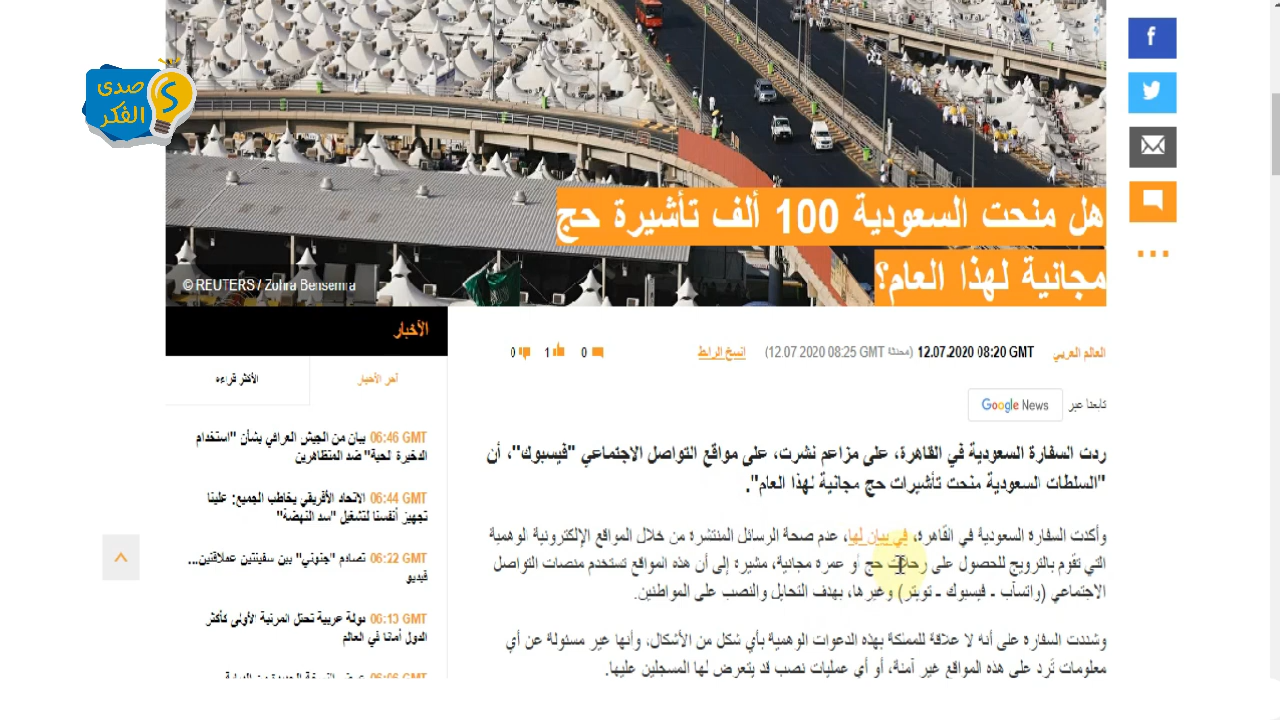 صدى
الفكر
هل منحت السعودية 100 ألف تأشيرة حج
مجانية لهذا العام؟
© REUTERS / Zohra Bensemra
العالم العربي
12.07.2020 08:20 GMT (محدثة 12.07.2020 08:25 GMT)
انسخ الرابط
0 1 0
تابعنا عبر Google News
ردت السفارة السعودية في القاهرة، على مزاعم نشرت، على مواقع التواصل الاجتماعي "فيسبوك"، أن
"السلطات السعودية منحت تأشيرات حج مجانية لهذا العام".
وأكدت السفارة السعودية في القاهرة، في بيان لها، عدم صحة الرسائل المنتشرة من خلال المواقع الإلكترونية الوهمية
التي تقوم بالترويج للحصول على رحلات حج أو عمرة مجانية، مشيرة إلى أن هذه المواقع تستخدم منصات التواصل
الاجتماعي (واتسآب ـ فيسبوك ـ تويتر) وغيرها، بهدف التحايل والنصب على المواطنين.
وشددت السفارة على أنه لا علاقة للمملكة بهذه الدعوات الوهمية بأي شكل من الأشكال، وأنها غير مسئولة عن أي
معلومات تَرد على هذه المواقع غير آمنة، أو أي عمليات نصب قد يتعرض لها المسجلين عليها.
الأخبار
آخر الأخبار
الأكثر قراءة
06:46 GMT بيان من الجيش العراقي بشأن "استخدام
الذخيرة الحية" ضد المتظاهرين
06:44 GMT الاتحاد الأفريقي يخاطب الجميع: علينا
تجهيز أنفسنا لتشغيل "سد النهضة"
06:22 GMT تصادم "جنوني" بين سفينتين عملاقتين...
فيديو
06:13 GMT دولة عربية تحتل المرتبة الأولى كأكثر
الدول أمانا في العالم